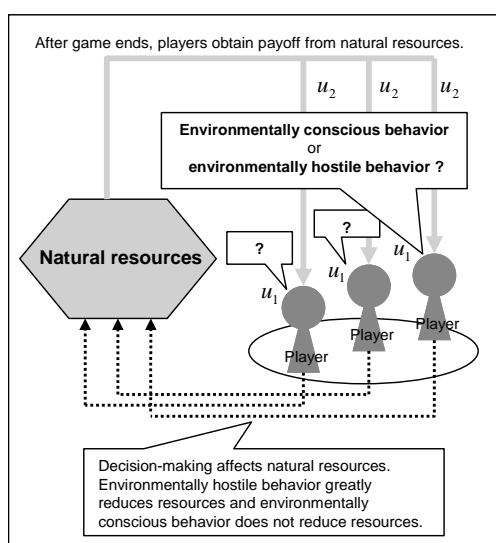 After game ends, players obtain payoff from natural resources.
u2 u2 u2
Environmentally conscious behavior
or
environmentally hostile behavior ?
?
?
Natural resources
u1
u1
u1
Player
Player
Player
Decision-making affects natural resources.
Environmentally hostile behavior greatly
reduces resources and environmentally
conscious behavior does not reduce resources.